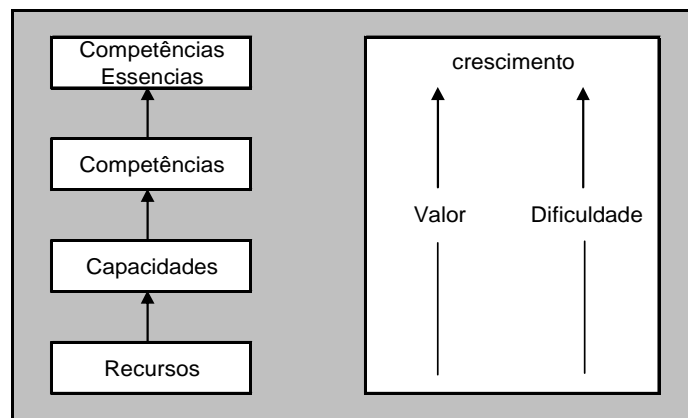 Competências
Essencias
Competências
Capacidades
Recursos
crescimento
Valor
Dificuldade